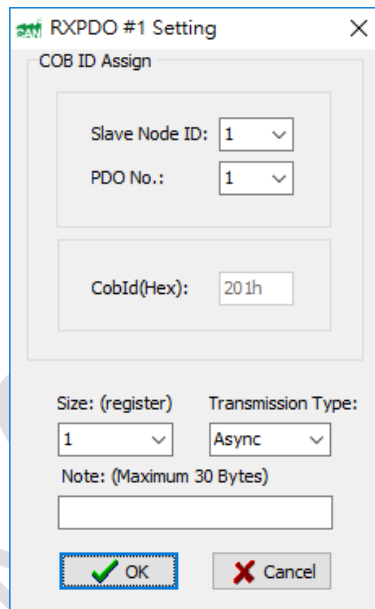 CAN RXPDO #1 Setting
COB ID Assign
Slave Node ID: 1
PDO No.: 1
CobId(Hex): 201h
Size: (register) Transmission Type:
1 Async
Note: (Maximum 30 Bytes)
OK Cancel